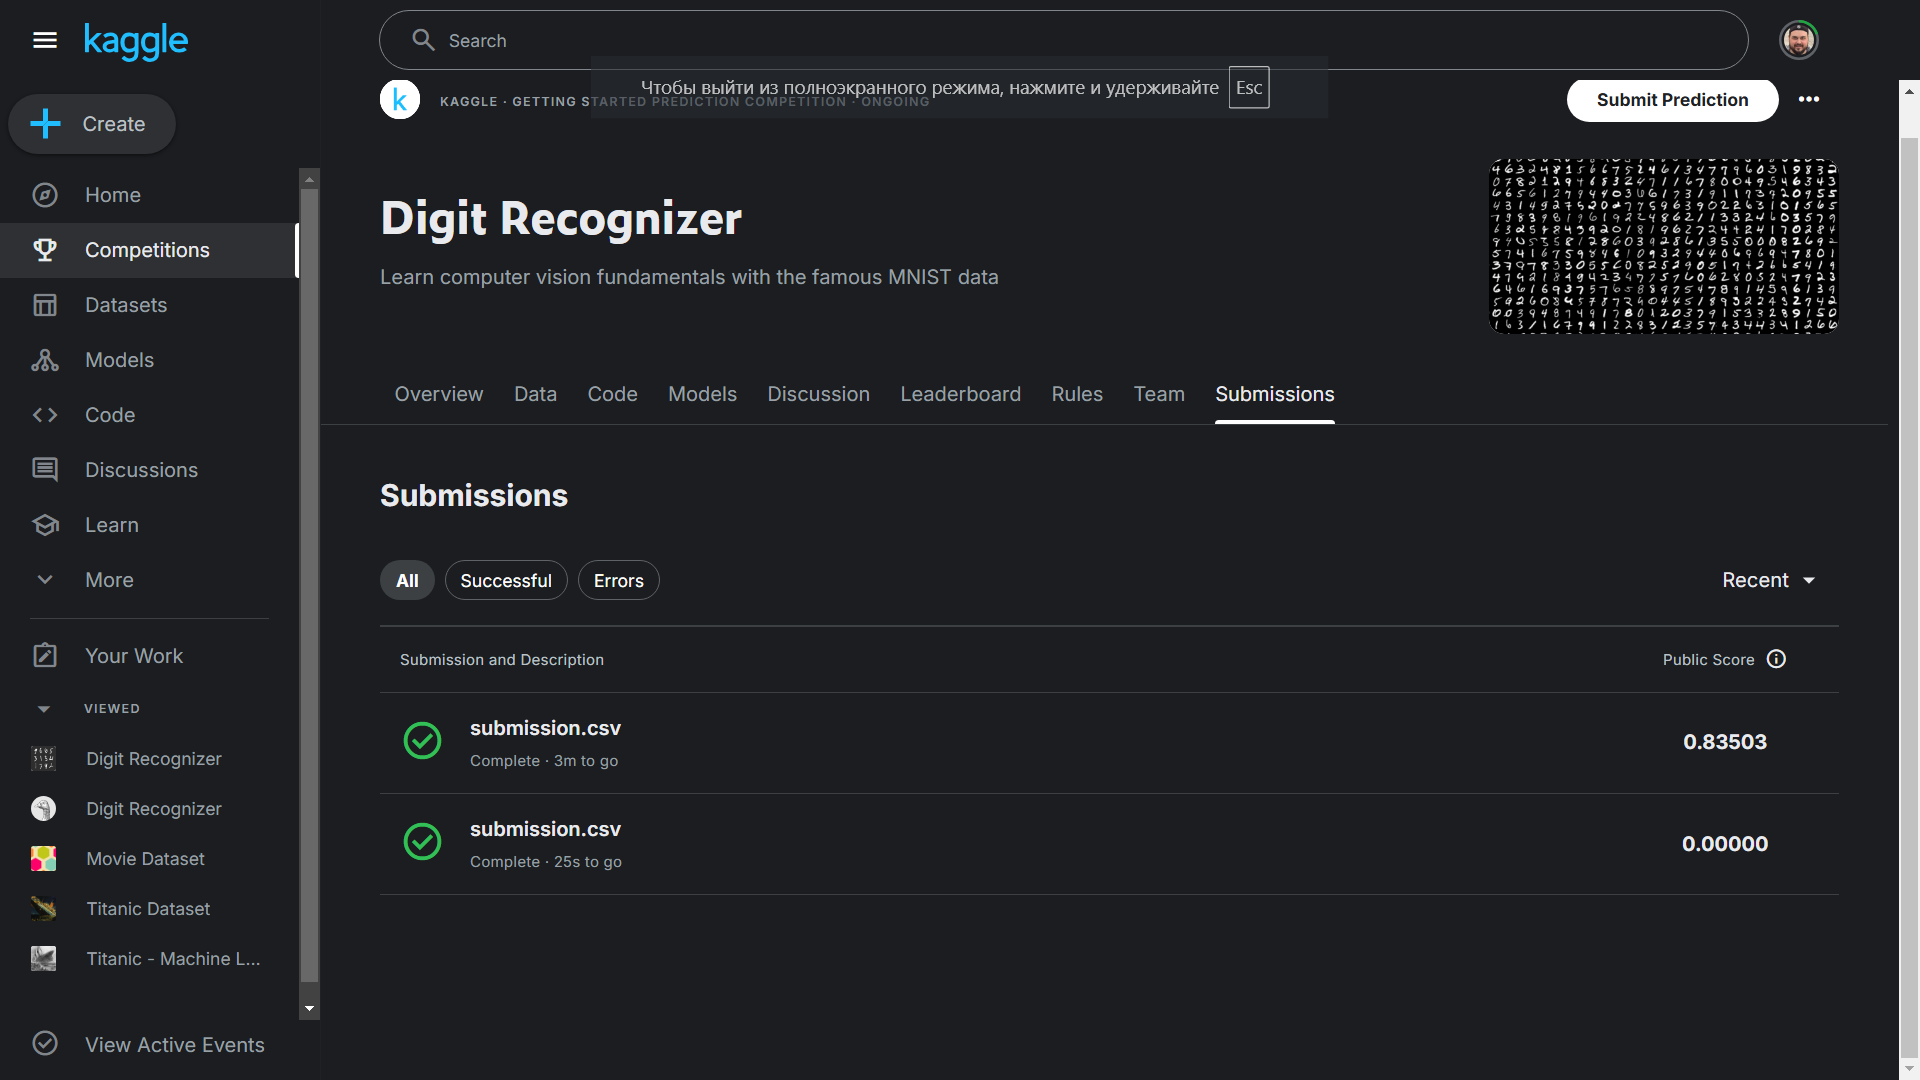 kaggle
Search
Чтобы выйти из полноэкранного режима, нажмите и удерживайте Esc
KAGGLE · GETTING STARTED PREDICTION COMPETITION · ONGOING
Submit Prediction
Create
Home
Competitions
Datasets
Models
Code
Discussions
Learn
More
Your Work
VIEWED
Digit Recognizer
Digit Recognizer
Movie Dataset
Titanic Dataset
Titanic - Machine L...
View Active Events
Digit Recognizer
Learn computer vision fundamentals with the famous MNIST data
Overview Data Code Models Discussion Leaderboard Rules Team Submissions
Submissions
All Successful Errors
Recent
Submission and Description Public Score
submission.csv
Complete · 3m to go
0.83503
submission.csv
Complete · 25s to go
0.00000